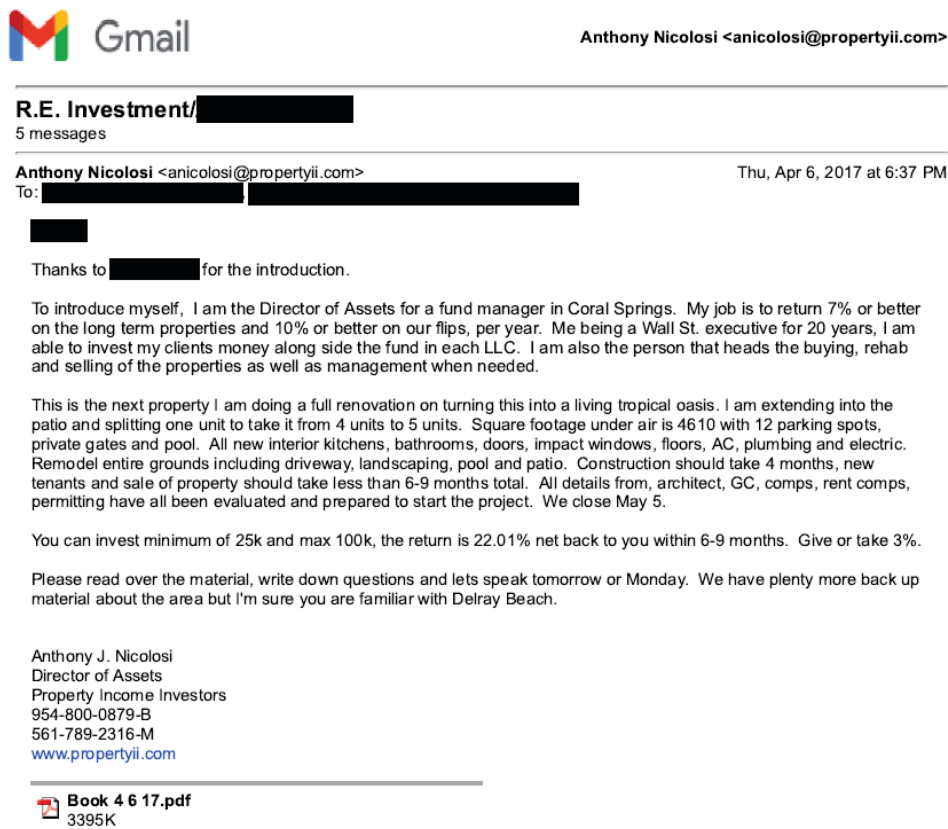 Gmail
Anthony Nicolosi <anicolosi@propertyii.com>
R.E. Investment/
5 messages
Anthony Nicolosi <anicolosi@propertyii.com>
Thu, Apr 6, 2017 at 6:37 PM
To:
Thanks to for the introduction.
To introduce myself, I am the Director of Assets for a fund manager in Coral Springs. My job is to return 7% or better
on the long term properties and 10% or better on our flips, per year. Me being a Wall St. executive for 20 years, I am
able to invest my clients money along side the fund in each LLC. I am also the person that heads the buying, rehab
and selling of the properties as well as management when needed.
This is the next property I am doing a full renovation on turning this into a living tropical oasis. I am extending into the
patio and splitting one unit to take it from 4 units to 5 units. Square footage under air is 4610 with 12 parking spots,
private gates and pool. All new interior kitchens, bathrooms, doors, impact windows, floors, AC, plumbing and electric.
Remodel entire grounds including driveway, landscaping, pool and patio. Construction should take 4 months, new
tenants and sale of property should take less than 6-9 months total. All details from, architect, GC, comps, rent comps,
permitting have all been evaluated and prepared to start the project. We close May 5.
You can invest minimum of 25k and max 100k, the return is 22.01% net back to you within 6-9 months. Give or take 3%.
Please read over the material, write down questions and lets speak tomorrow or Monday. We have plenty more back up
material about the area but I'm sure you are familiar with Delray Beach.
Anthony J. Nicolosi
Director of Assets
Property Income Investors
954-800-0879-B
561-789-2316-M
www.propertyii.com
Book 4 6 17.pdf
3395K